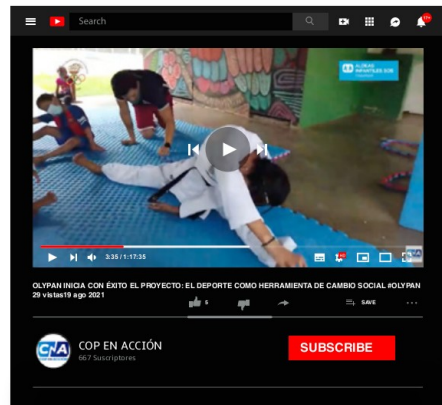 Search
ALDEAS
INFANTILES SOS
3:35 / 1:17:35
OLYPAN INICIA CON ÉXITO EL PROYECTO: EL DEPORTE COMO HERRAMIENTA DE CAMBIO SOCIAL #OLYPAN
29 vistas19 ago 2021
5
SAVE
CNA
COP EN ACCIÓN
667 Suscriptores
SUBSCRIBE